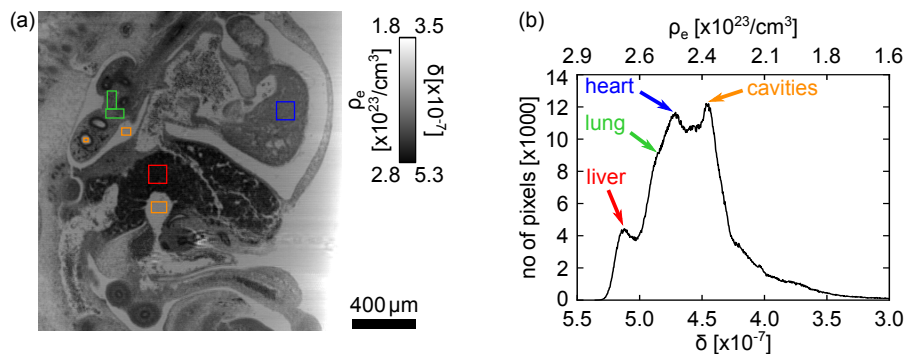 (a)
1.8 3.5
ρe [x10²³/cm³]
δ[x10⁻⁷]
2.8 5.3
400 µm
(b)
ρe [x10²³/cm³]
2.9 2.6 2.4 2.1 1.9 1.6
no of pixels [x1000]
14
12
10
8
6
4
2
0
heart
cavities
lung
liver
5.5 5.0 4.5 4.0 3.5 3.0
δ [x10⁻⁷]